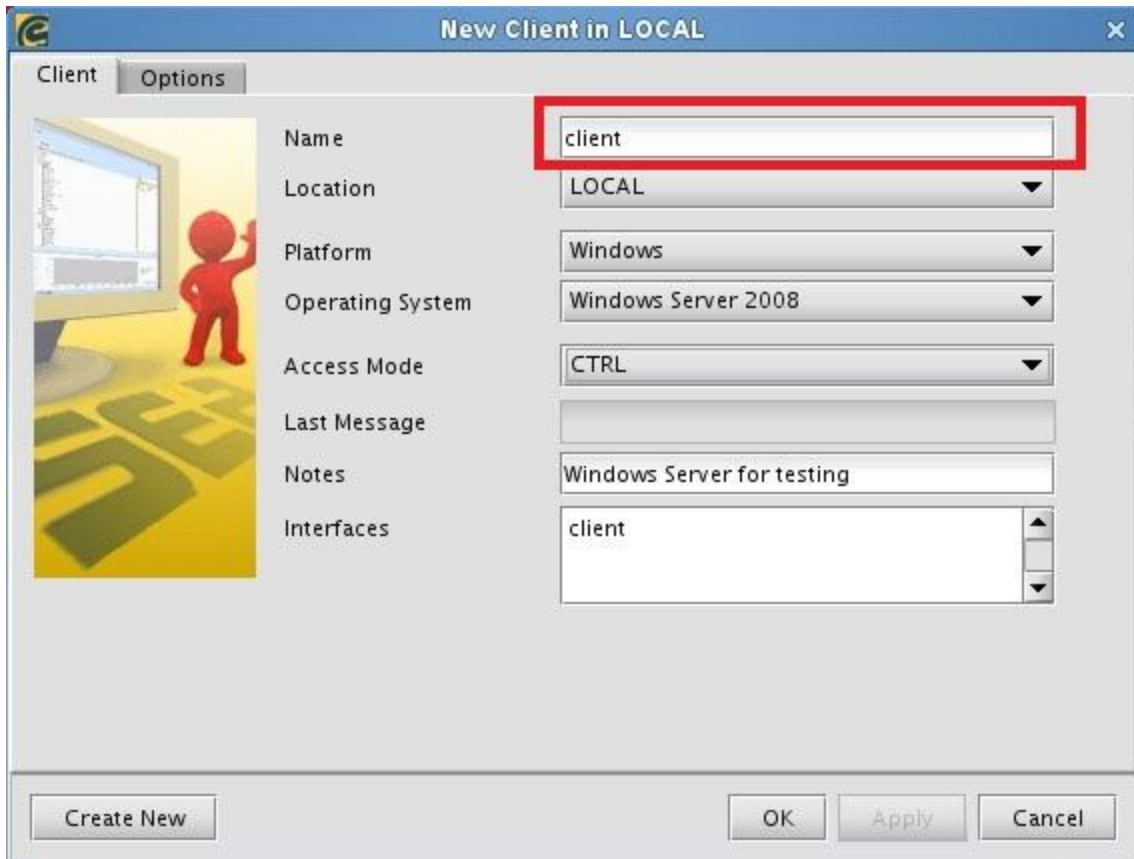 New Client in LOCAL
Client Options
Name client
Location LOCAL
Platform Windows
Operating System Windows Server 2008
Access Mode CTRL
Last Message
Notes Windows Server for testing
Interfaces client
Create New OK Apply Cancel